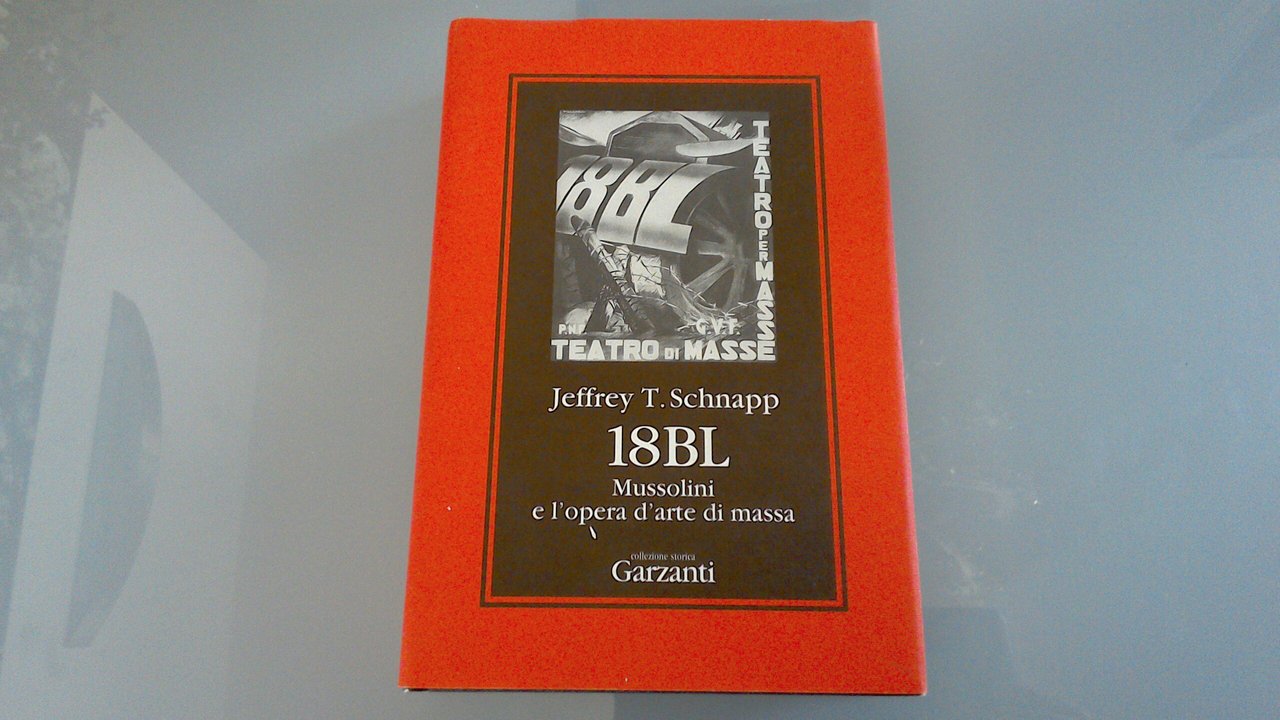 18BL
TEATRO PER MASSE
P.N.F.
G.V.F.
TEATRO DI MASSE
Jeffrey T. Schnapp
18BL
Mussolini
e l'opera d'arte di massa
collezione storica
Garzanti